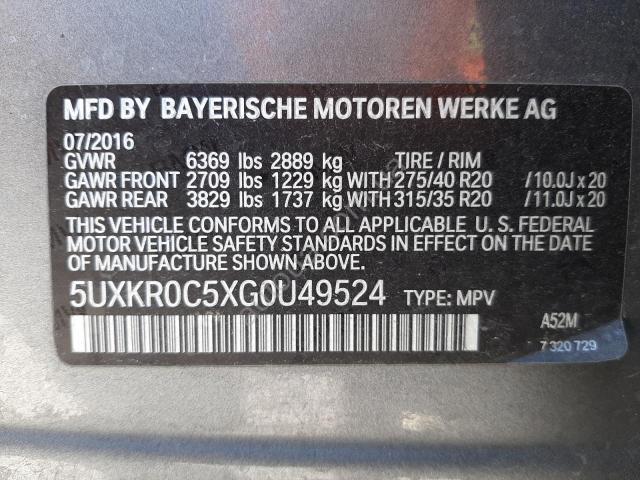 MFD BY BAYERISCHE MOTOREN WERKE AG
07/2016
GVWR 6369 lbs 2889 kg TIRE / RIM
GAWR FRONT 2709 lbs 1229 kg WITH 275/40 R20 /10.0J x 20
GAWR REAR 3829 lbs 1737 kg WITH 315/35 R20 /11.0J x 20
THIS VEHICLE CONFORMS TO ALL APPLICABLE U. S. FEDERAL
MOTOR VEHICLE SAFETY STANDARDS IN EFFECT ON THE DATE
OF MANUFACTURE SHOWN ABOVE.
5UXKR0C5XG0U49524 TYPE: MPV
A52M
7 320 729